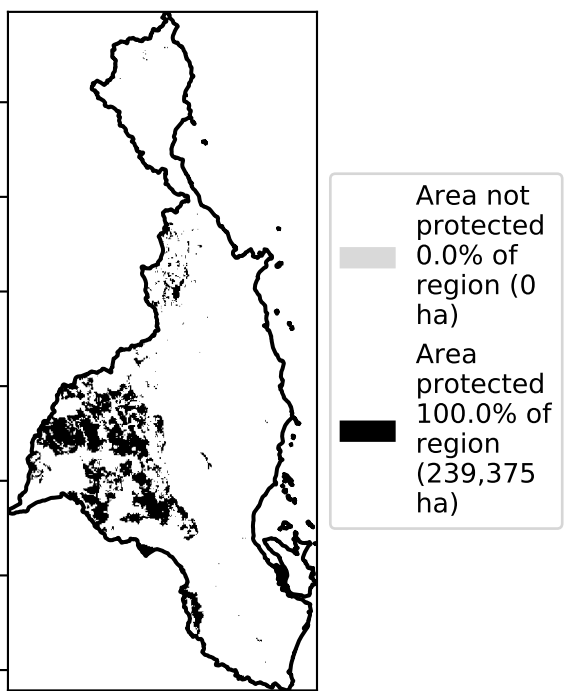 Area not
protected
0.0% of
region (0
ha)
Area
protected
100.0% of
region
(239,375
ha)